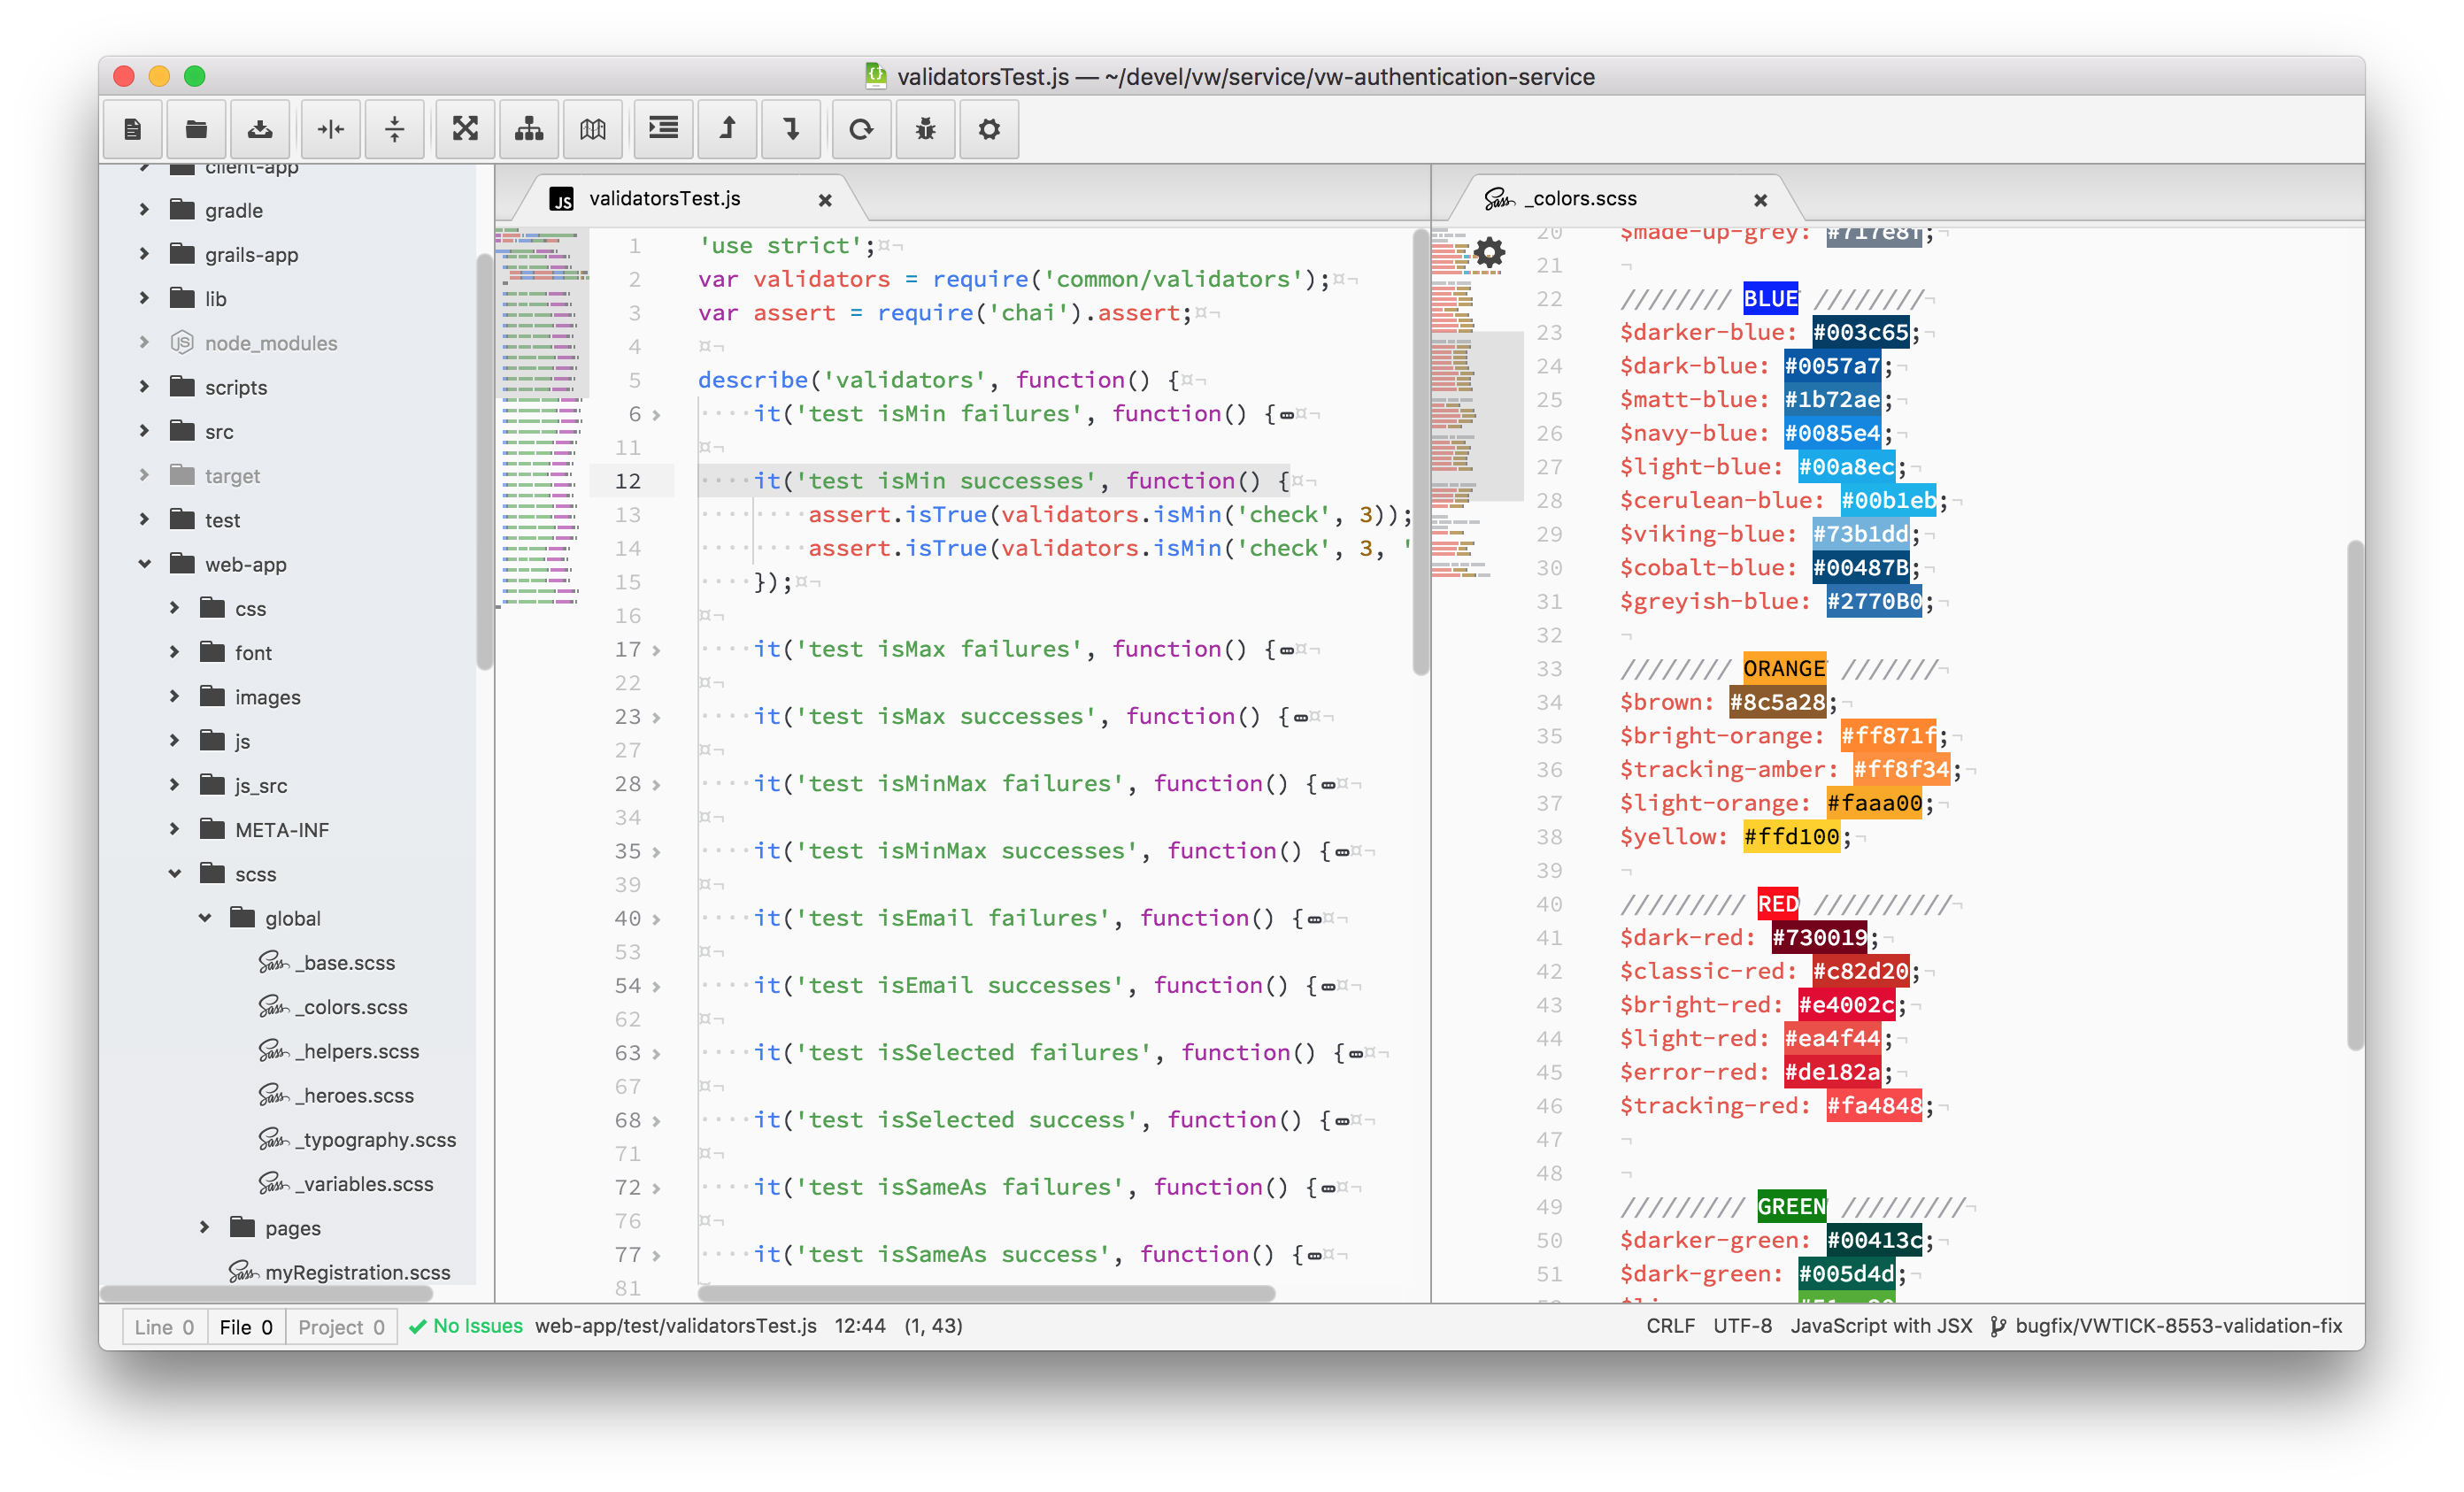 validatorsTest.js — ~/devel/vw/service/vw-authentication-service
client-app
gradle
grails-app
lib
node_modules
scripts
src
target
test
web-app
css
font
images
js
js_src
META-INF
scss
global
_base.scss
_colors.scss
_helpers.scss
_heroes.scss
_typography.scss
_variables.scss
pages
myRegistration.scss
JS validatorsTest.js
1 'use strict';¤¬
2 var validators = require('common/validators');¤¬
3 var assert = require('chai').assert;¤¬
4 ¤¬
5 describe('validators', function() {¤¬
6 ····it('test isMin failures', function() {¤¬
11 ¤¬
12 ····it('test isMin successes', function() {¤¬
13 ········assert.isTrue(validators.isMin('check', 3));
14 ········assert.isTrue(validators.isMin('check', 3, '
15 ····});¤¬
16 ¤¬
17 ····it('test isMax failures', function() {¤¬
22 ¤¬
23 ····it('test isMax successes', function() {¤¬
27 ¤¬
28 ····it('test isMinMax failures', function() {¤¬
34 ¤¬
35 ····it('test isMinMax successes', function() {¤¬
39 ¤¬
40 ····it('test isEmail failures', function() {¤¬
53 ¤¬
54 ····it('test isEmail successes', function() {¤¬
62 ¤¬
63 ····it('test isSelected failures', function() {¤¬
67 ¤¬
68 ····it('test isSelected success', function() {¤¬
71 ¤¬
72 ····it('test isSameAs failures', function() {¤¬
76 ¤¬
77 ····it('test isSameAs success', function() {¤¬
81
Sass _colors.scss
20 $made-up-grey: #717e8f;¬
21 ¬
22 //////// BLUE ////////¬
23 $darker-blue: #003c65;¬
24 $dark-blue: #0057a7;¬
25 $matt-blue: #1b72ae;¬
26 $navy-blue: #0085e4;¬
27 $light-blue: #00a8ec;¬
28 $cerulean-blue: #00b1eb;¬
29 $viking-blue: #73b1dd;¬
30 $cobalt-blue: #00487B;¬
31 $greyish-blue: #2770B0;¬
32 ¬
33 //////// ORANGE ///////¬
34 $brown: #8c5a28;¬
35 $bright-orange: #ff871f;¬
36 $tracking-amber: #ff8f34;¬
37 $light-orange: #faaa00;¬
38 $yellow: #ffd100;¬
39 ¬
40 ///////// RED //////////¬
41 $dark-red: #730019;¬
42 $classic-red: #c82d20;¬
43 $bright-red: #e4002c;¬
44 $light-red: #ea4f44;¬
45 $error-red: #de182a;¬
46 $tracking-red: #fa4848;¬
47 ¬
48 ¬
49 ///////// GREEN /////////¬
50 $darker-green: #00413c;¬
51 $dark-green: #005d4d;¬
Line 0 File 0 Project 0 No Issues web-app/test/validatorsTest.js 12:44 (1, 43) CRLF UTF-8 JavaScript with JSX bugfix/VWTICK-8553-validation-fix